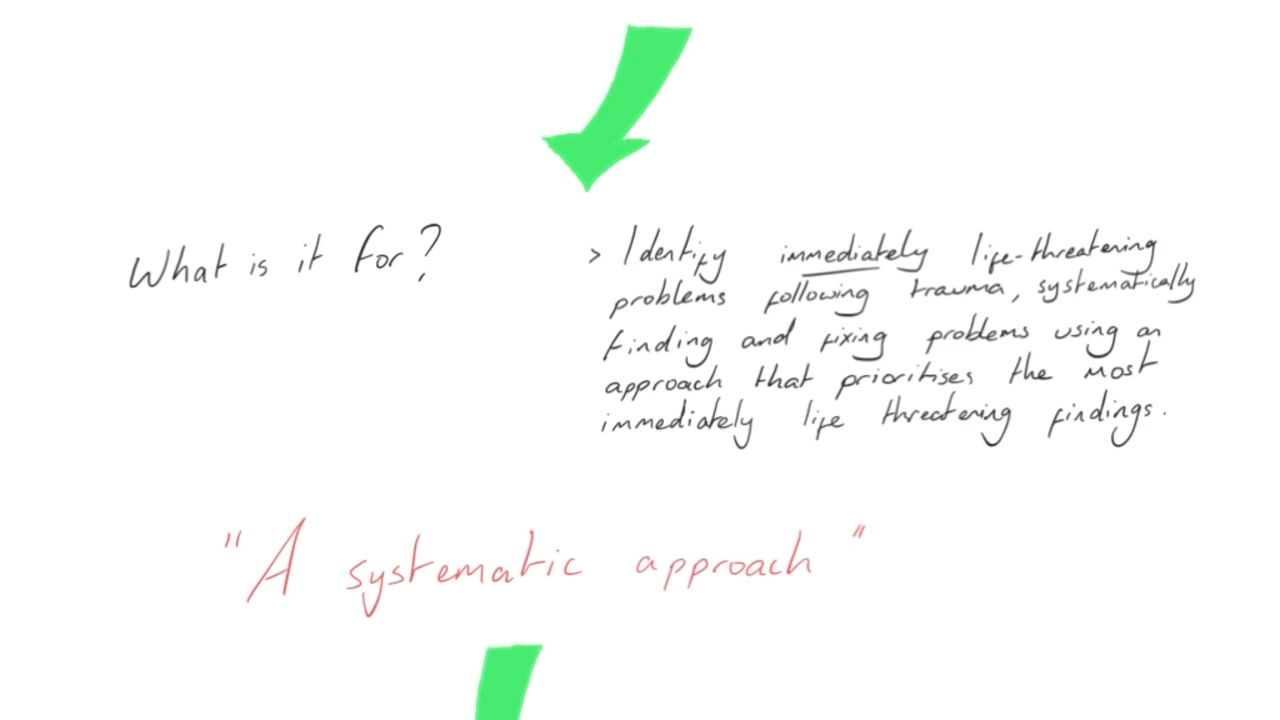 What is it for?
> Identify immediately life-threatening
problems following trauma, systematically
finding and fixing problems using an
approach that prioritises the most
immediately life threatening findings.
"A systematic approach"